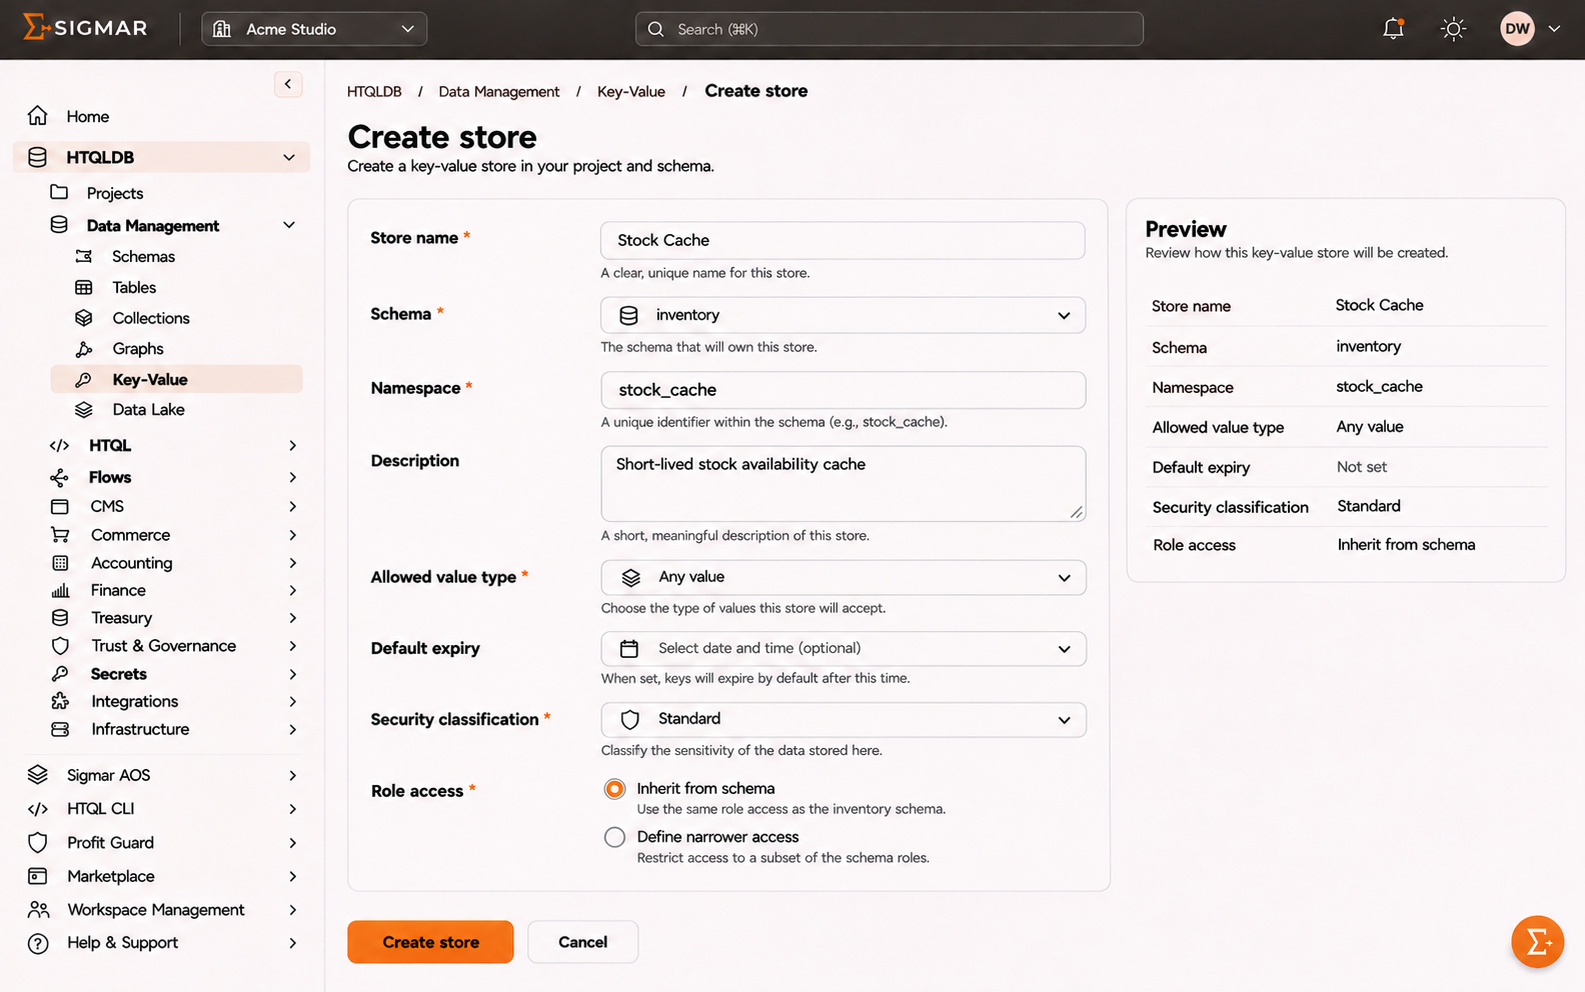 SIGMAR
Acme Studio
Search (⌘K)
DW
Home
HTQLDB
Projects
Data Management
Schemas
Tables
Collections
Graphs
Key-Value
Data Lake
HTQL
Flows
CMS
Commerce
Accounting
Finance
Treasury
Trust & Governance
Secrets
Integrations
Infrastructure
Sigmar AOS
HTQL CLI
Profit Guard
Marketplace
Workspace Management
Help & Support
HTQLDB / Data Management / Key-Value / Create store
Create store
Create a key-value store in your project and schema.
Store name *
Stock Cache
A clear, unique name for this store.
Schema *
inventory
The schema that will own this store.
Namespace *
stock_cache
A unique identifier within the schema (e.g., stock_cache).
Description
Short-lived stock availability cache
A short, meaningful description of this store.
Allowed value type *
Any value
Choose the type of values this store will accept.
Default expiry
Select date and time (optional)
When set, keys will expire by default after this time.
Security classification *
Standard
Classify the sensitivity of the data stored here.
Role access *
Inherit from schema
Use the same role access as the inventory schema.
Define narrower access
Restrict access to a subset of the schema roles.
Create store
Cancel
Preview
Review how this key-value store will be created.
Store name Stock Cache
Schema inventory
Namespace stock_cache
Allowed value type Any value
Default expiry Not set
Security classification Standard
Role access Inherit from schema